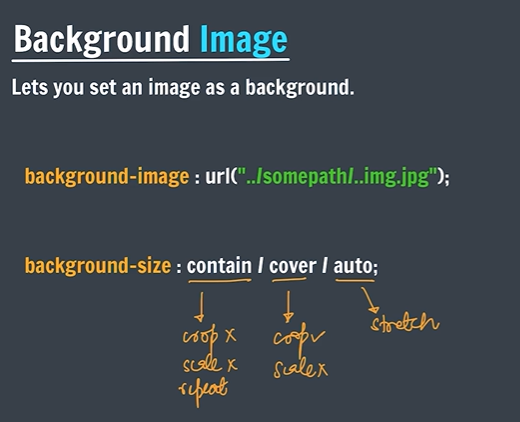 Background Image
Lets you set an image as a background.
background-image : url("../somepath/..img.jpg");
background-size : contain / cover / auto;
crop x
scale x
repeat
crop ✓
scale x
stretch